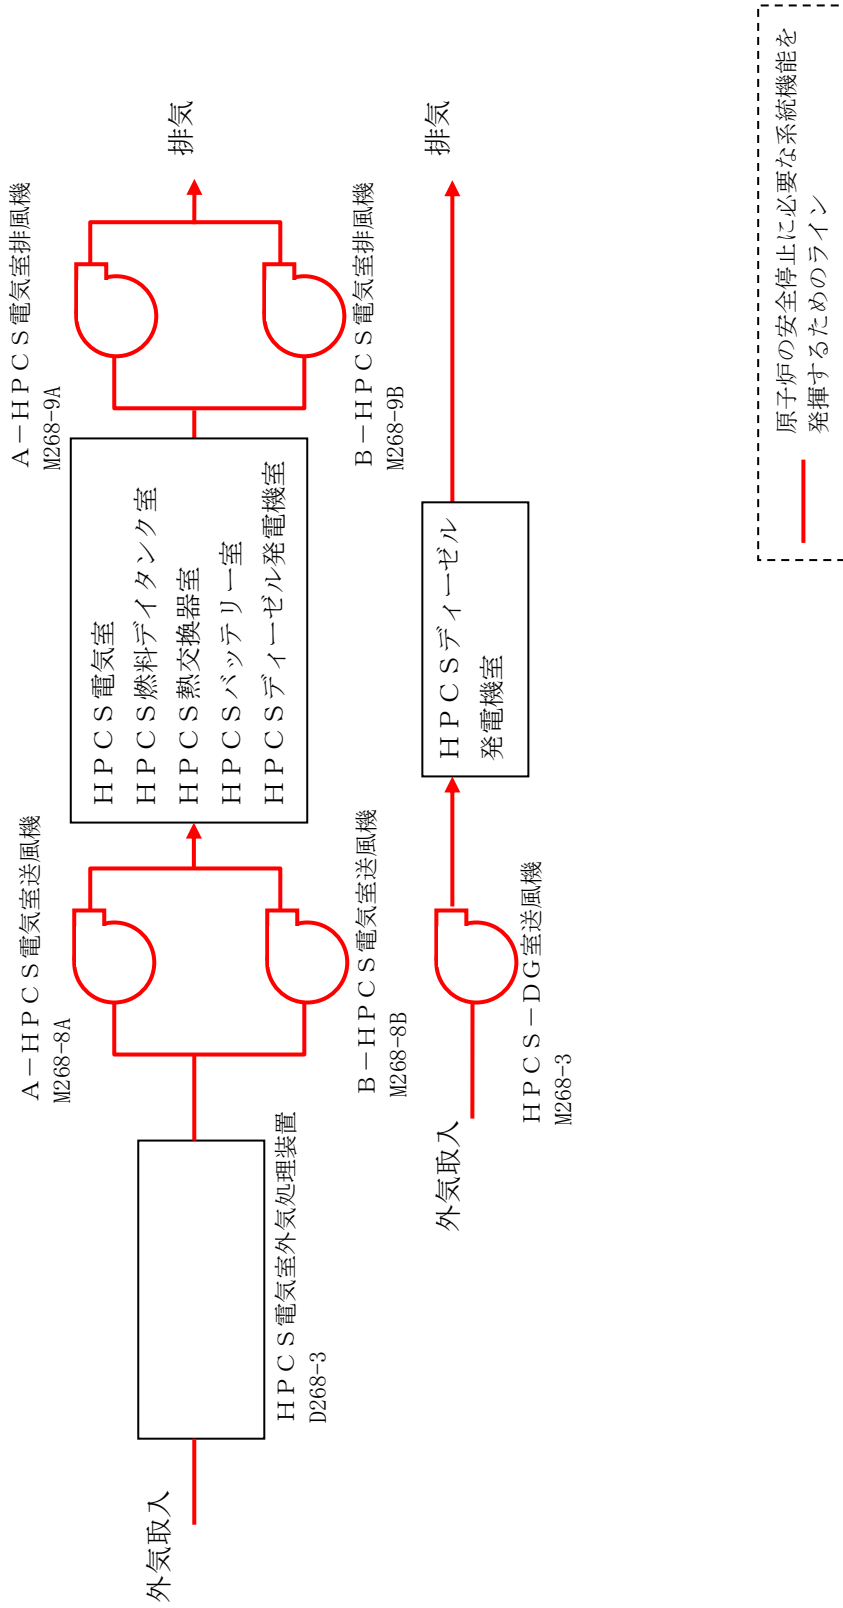 外気取入
ＨＰＣＳ電気室外気処理装置
D268-3
Ａ－ＨＰＣＳ電気室送風機
M268-8A
Ｂ－ＨＰＣＳ電気室送風機
M268-8B
ＨＰＣＳ電気室
ＨＰＣＳ燃料デイタンク室
ＨＰＣＳ熱交換器室
ＨＰＣＳバッテリー室
ＨＰＣＳディーゼル発電機室
Ａ－ＨＰＣＳ電気室排風機
M268-9A
Ｂ－ＨＰＣＳ電気室排風機
M268-9B
排気
外気取入
ＨＰＣＳ－ＤＧ室送風機
M268-3
ＨＰＣＳディーゼル
発電機室
排気
原子炉の安全停止に必要な系統機能を
発揮するためのライン